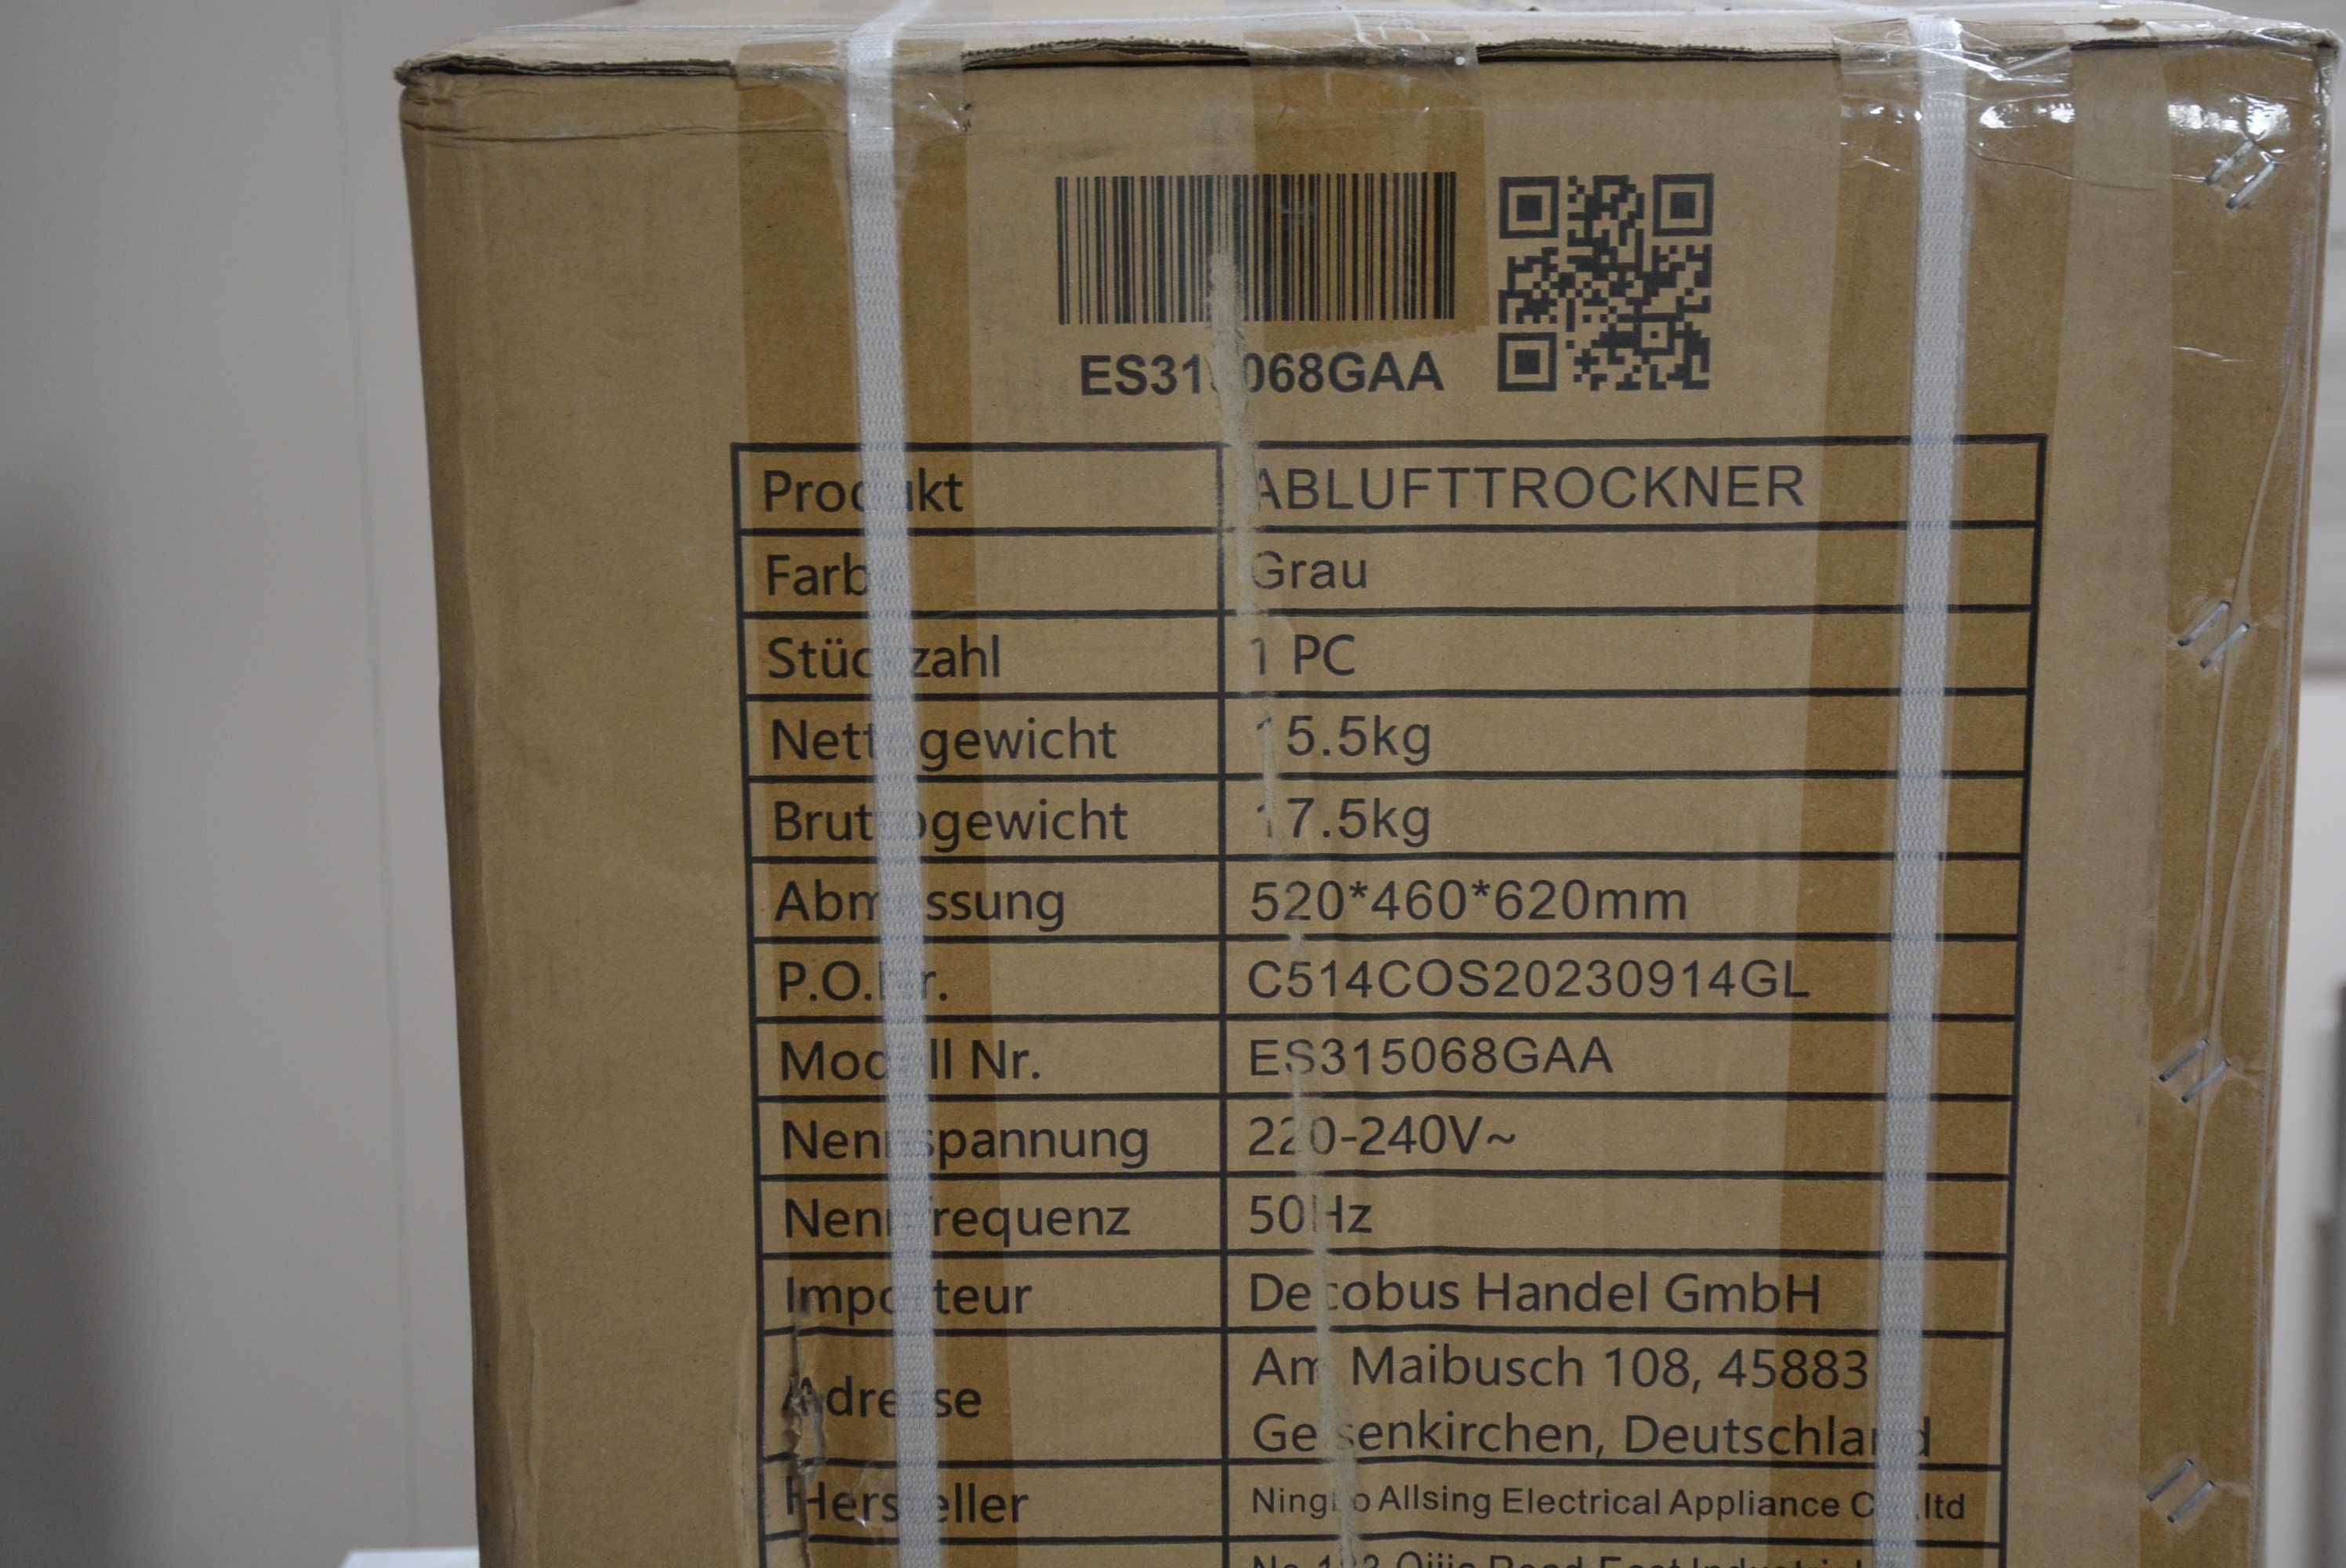 ES315068GAA
Produkt ABLUFTTROCKNER
Farbe Grau
Stückzahl 1 PC
Nettogewicht 15.5kg
Bruttogewicht 17.5kg
Abmessung 520*460*620mm
P.O.Nr. C514COS20230914GL
Modell Nr. ES315068GAA
Nennspannung 220-240V~
Nennfrequenz 50Hz
Importeur Decobus Handel GmbH
Adresse Am Maibusch 108, 45883
Gelsenkirchen, Deutschland
Hersteller Ningbo Allsing Electrical Appliance Co.,ltd